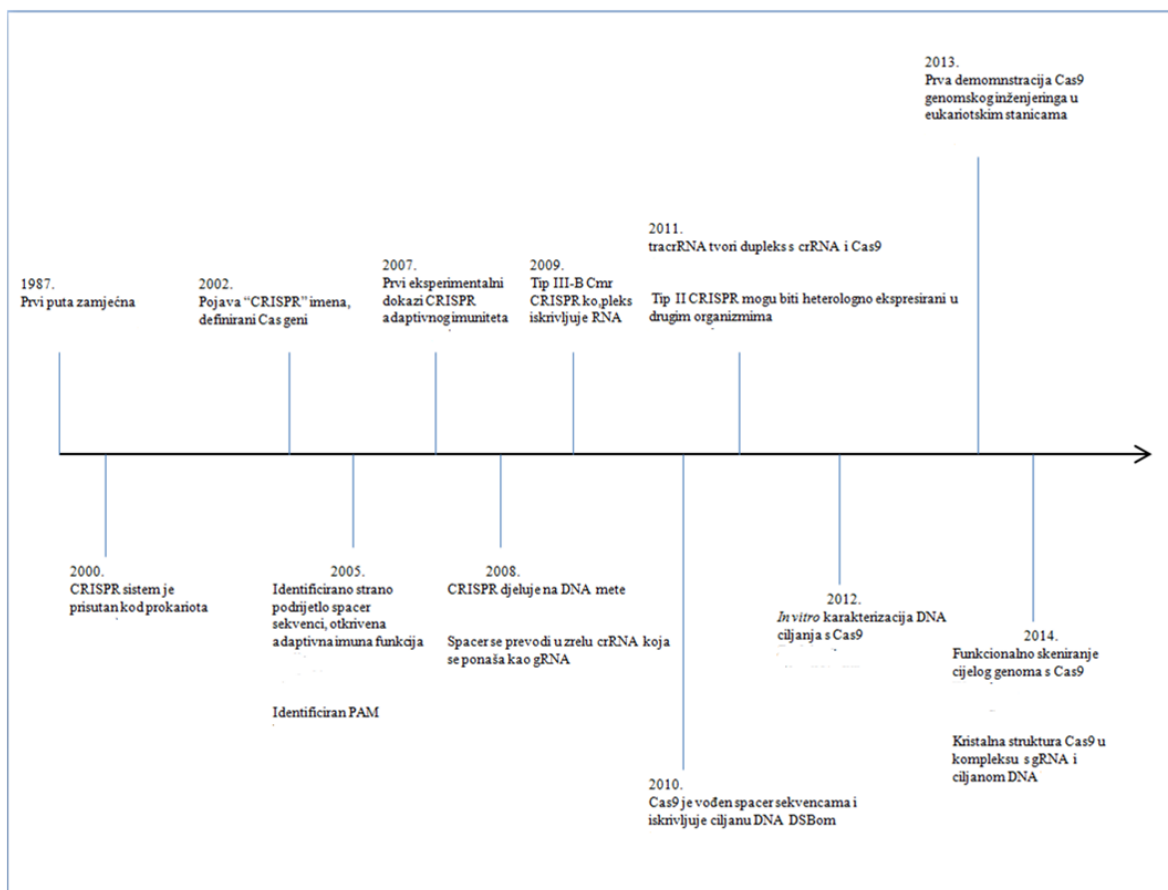 1987.
Prvi puta zamjećna
2000.
CRISPR sistem je
prisutan kod prokariota
2002.
Pojava “CRISPR” imena,
definirani Cas geni
2005.
Identificirano strano
podrijetlo spacer
sekvenci, otkrivena
adaptivna imuna funkcija
Identificiran PAM
2007.
Prvi eksperimentalni
dokazi CRISPR
adaptivnog imuniteta
2008.
CRISPR djeluje na DNA mete
Spacer se prevodi u zrelu crRNA koja
se ponaša kao gRNA
2009.
Tip III-B Cmr
CRISPR ko,pleks
iskrivljuje RNA
2010.
Cas9 je vođen spacer sekvencama i
iskrivljuje ciljanu DNA DSBom
2011.
tracrRNA tvori dupleks s crRNA i Cas9
Tip II CRISPR mogu biti heterologno ekspresirani u
drugim organizmima
2012.
In vitro karakterizacija DNA
ciljanja s Cas9
2013.
Prva demomnstracija Cas9
genomskog inženjeringa u
eukariotskim stanicama
2014.
Funkcionalno skeniranje
cijelog genoma s Cas9
Kristalna struktura Cas9 u
kompleksu s gRNA i
ciljanom DNA